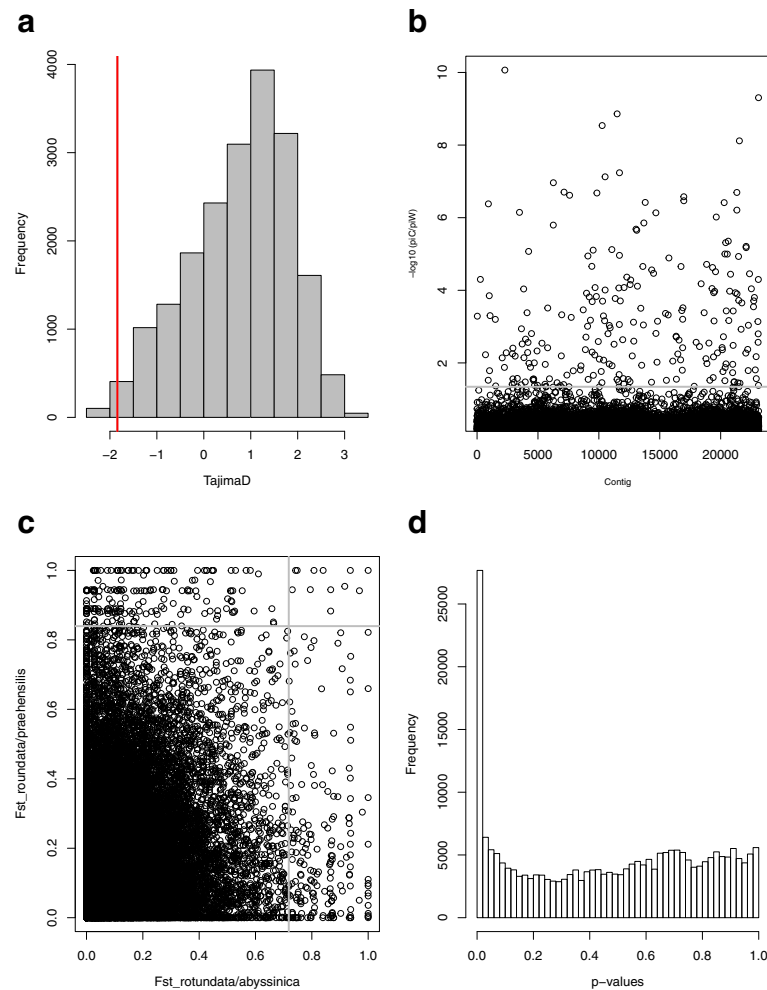 a
4000
3000
2000
1000
0
Frequency
−2 −1 0 1 2 3
TajimaD
b
10
8
6
4
2
−log10 (piC/piW)
0 5000 10000 15000 20000
Contig
c
1.0
0.8
0.6
0.4
0.2
0.0
Fst_roundata/praehensilis
0.0 0.2 0.4 0.6 0.8 1.0
Fst_rotundata/abyssinica
d
25000
20000
15000
10000
5000
0
Frequency
0.0 0.2 0.4 0.6 0.8 1.0
p−values